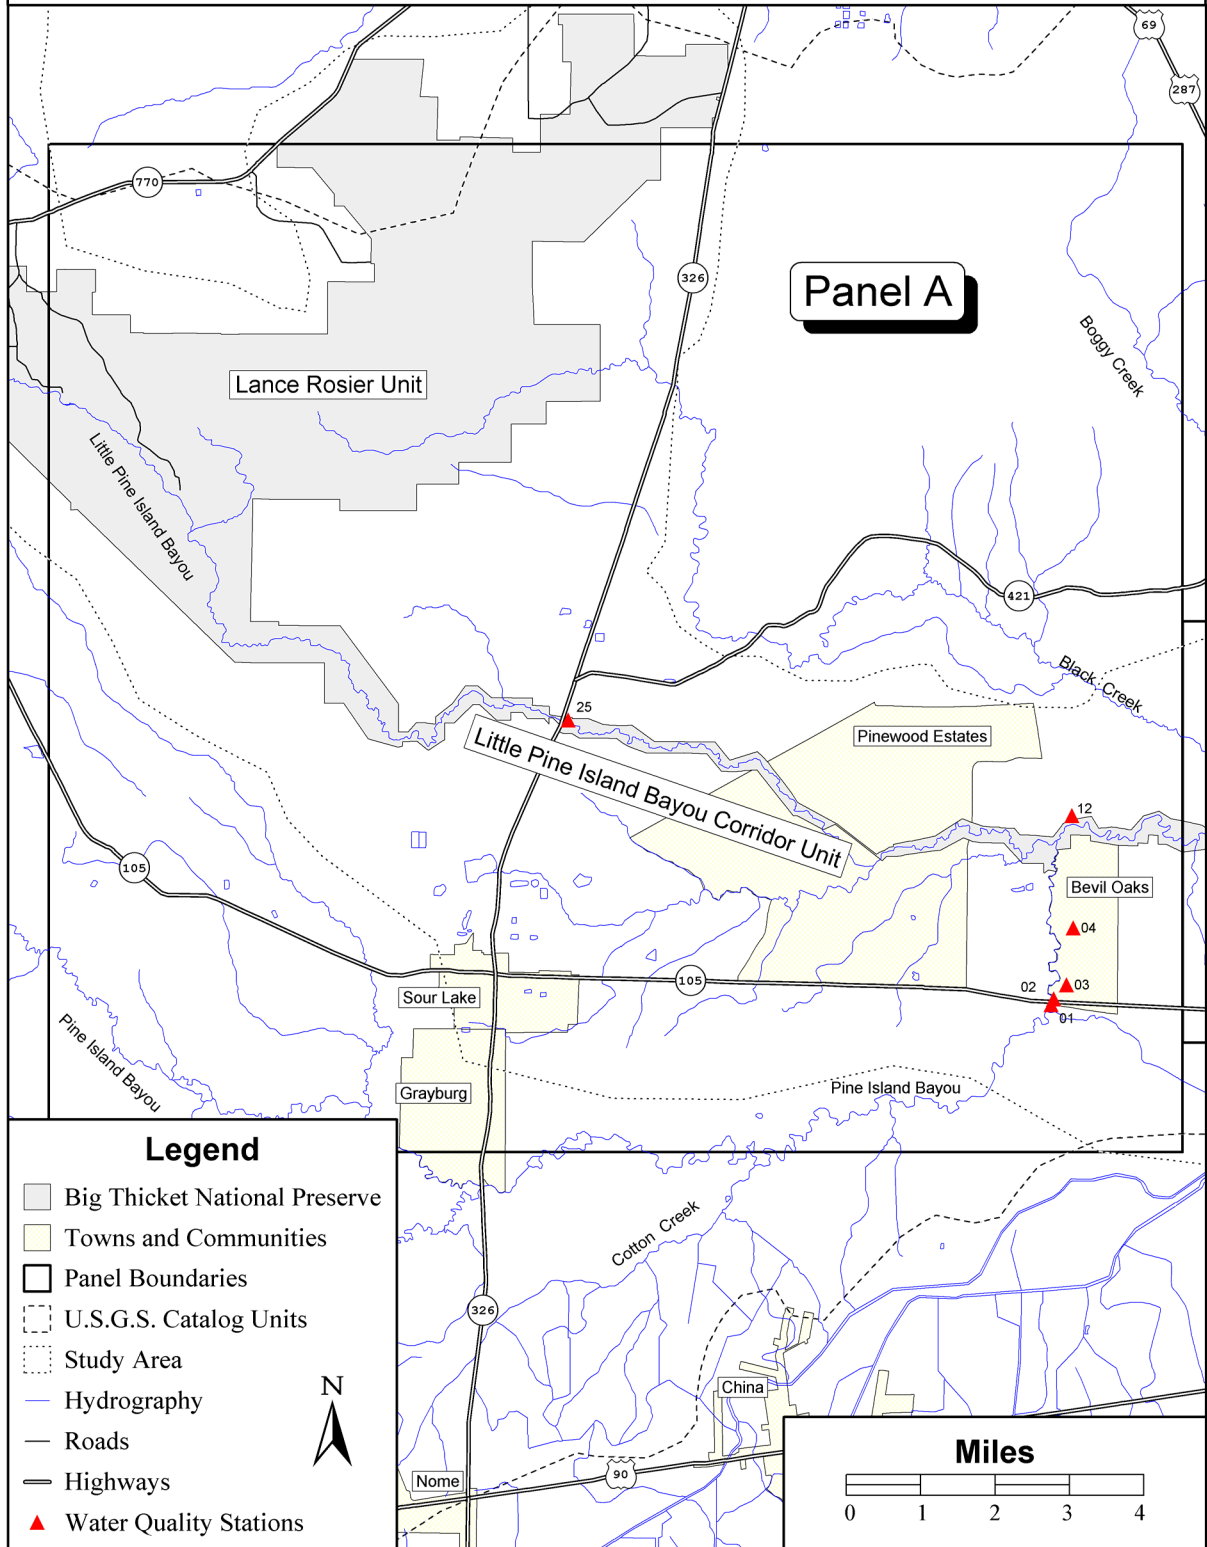 69
287
770
326
Panel A
Boggy Creek
Lance Rosier Unit
Little Pine Island Bayou
421
Black Creek
25
Pinewood Estates
Little Pine Island Bayou Corridor Unit
12
105
Bevil Oaks
04
105
02
03
01
Sour Lake
Pine Island Bayou
Grayburg
Pine Island Bayou
Cotton Creek
326
China
90
Nome
Legend
Big Thicket National Preserve
Towns and Communities
Panel Boundaries
U.S.G.S. Catalog Units
Study Area
Hydrography
Roads
Highways
Water Quality Stations
N
Miles
0 1 2 3 4